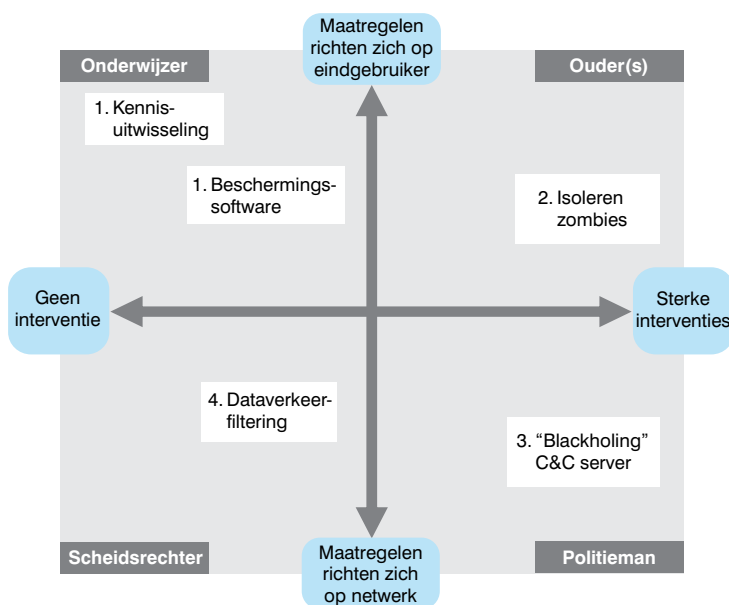 Maatregelen
richten zich op
eindgebruiker
Onderwijzer
Ouder(s)
1. Kennis-
uitwisseling
1. Beschermings-
software
2. Isoleren
zombies
Geen
interventie
Sterke
interventies
4. Dataverkeer-
filtering
3. “Blackholing”
C&C server
Scheidsrechter
Maatregelen
richten zich
op netwerk
Politieman